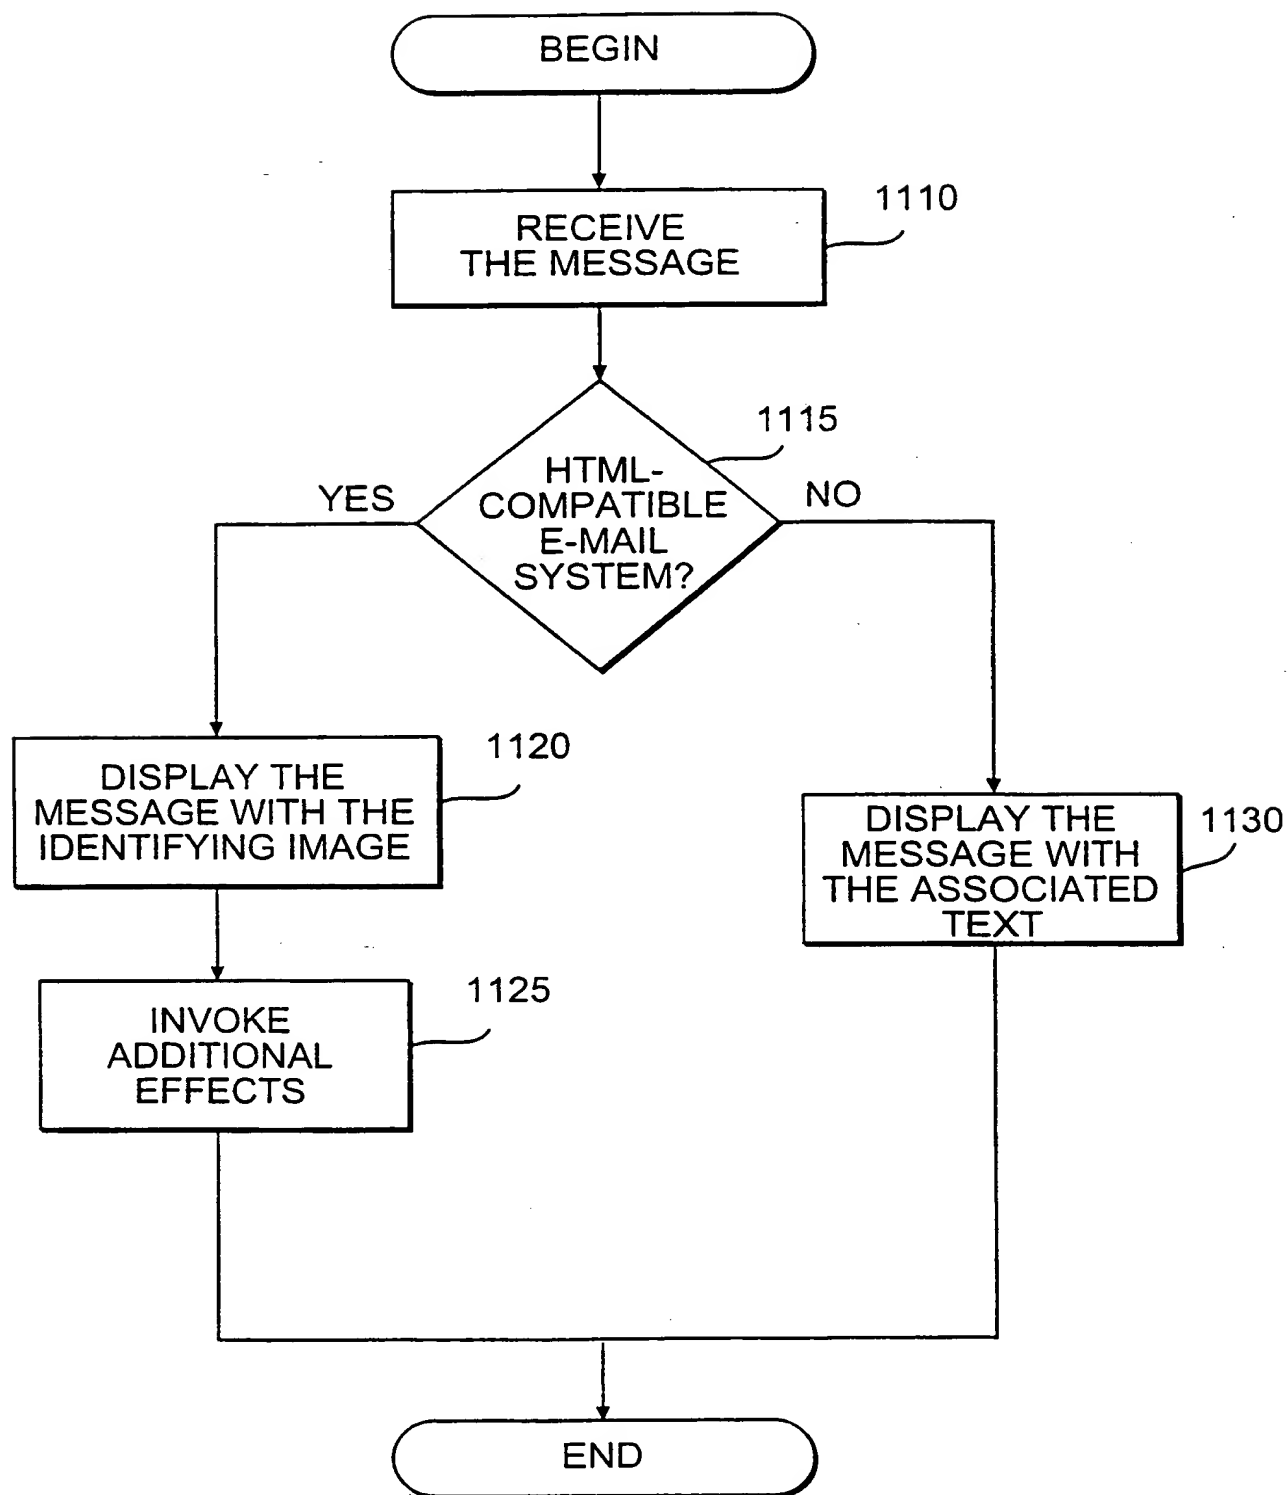 BEGIN
1110
RECEIVE
THE MESSAGE
1115
HTML-
COMPATIBLE
E-MAIL
SYSTEM?
YES
NO
1120
DISPLAY THE
MESSAGE WITH THE
IDENTIFYING IMAGE
1130
DISPLAY THE
MESSAGE WITH
THE ASSOCIATED
TEXT
1125
INVOKE
ADDITIONAL
EFFECTS
END